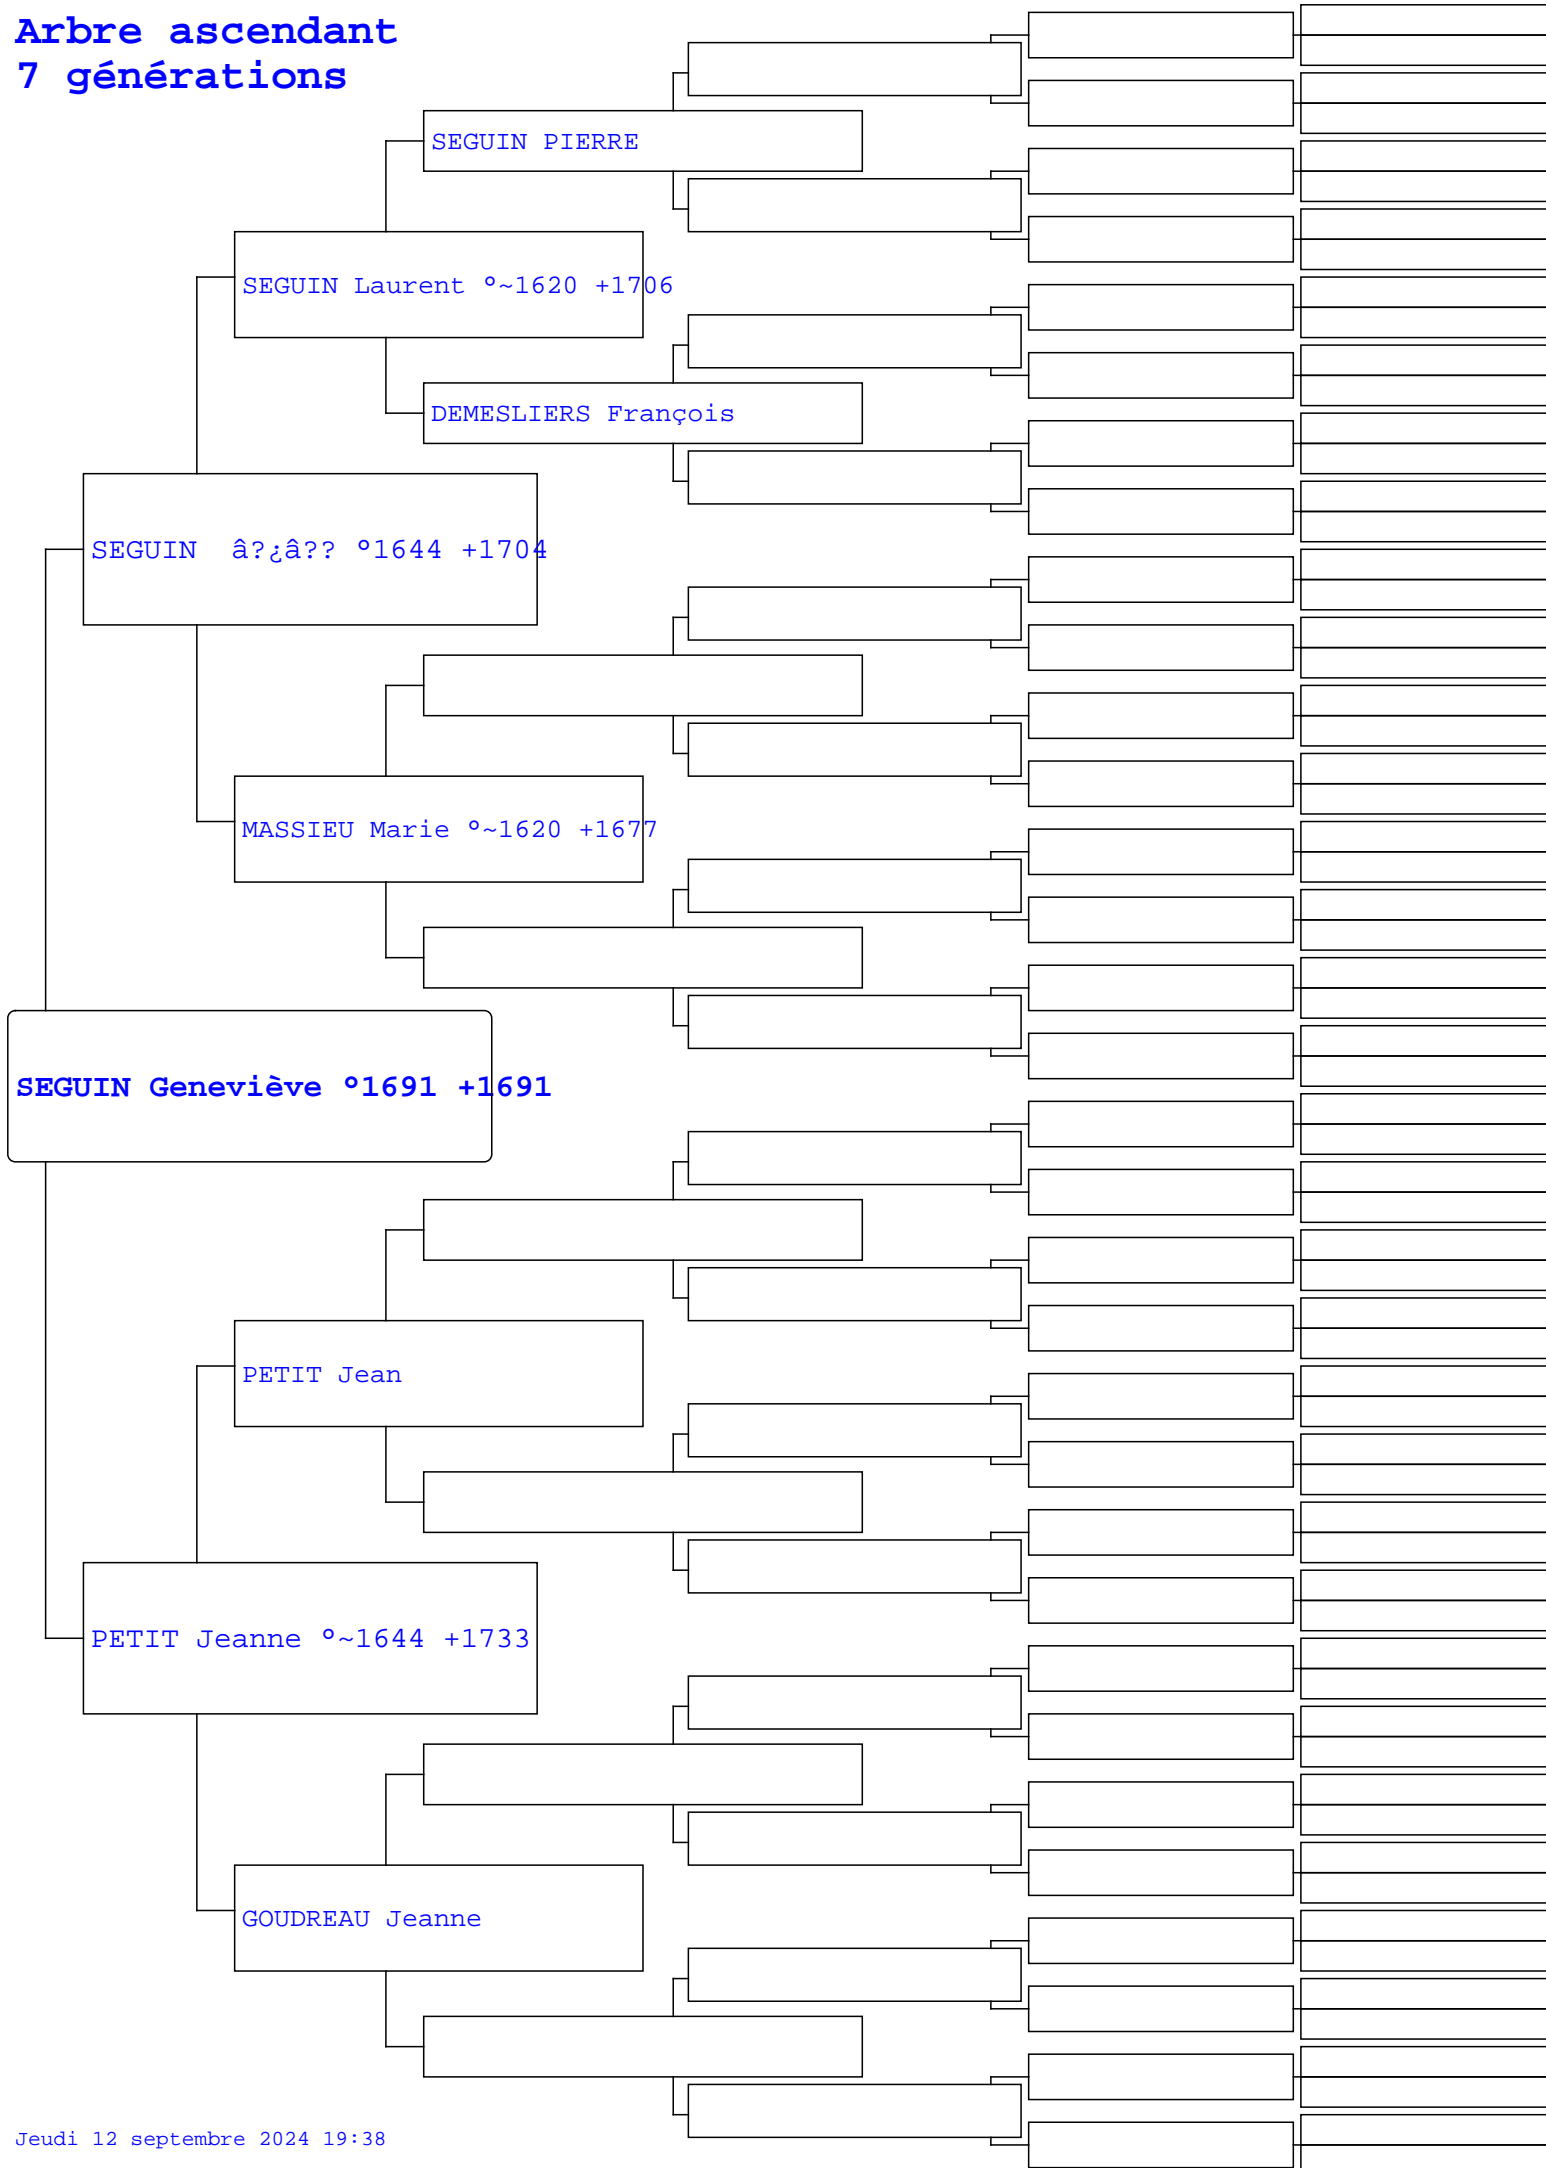 Arbre ascendant
7 générations
SEGUIN PIERRE
SEGUIN Laurent °~1620 +1706
DEMESLIERS François
SEGUIN  â?¿â?? °1644 +1704
MASSIEU Marie °~1620 +1677
SEGUIN Geneviève °1691 +1691
PETIT Jean
PETIT Jeanne °~1644 +1733
GOUDREAU Jeanne
Jeudi 12 septembre 2024 19:38